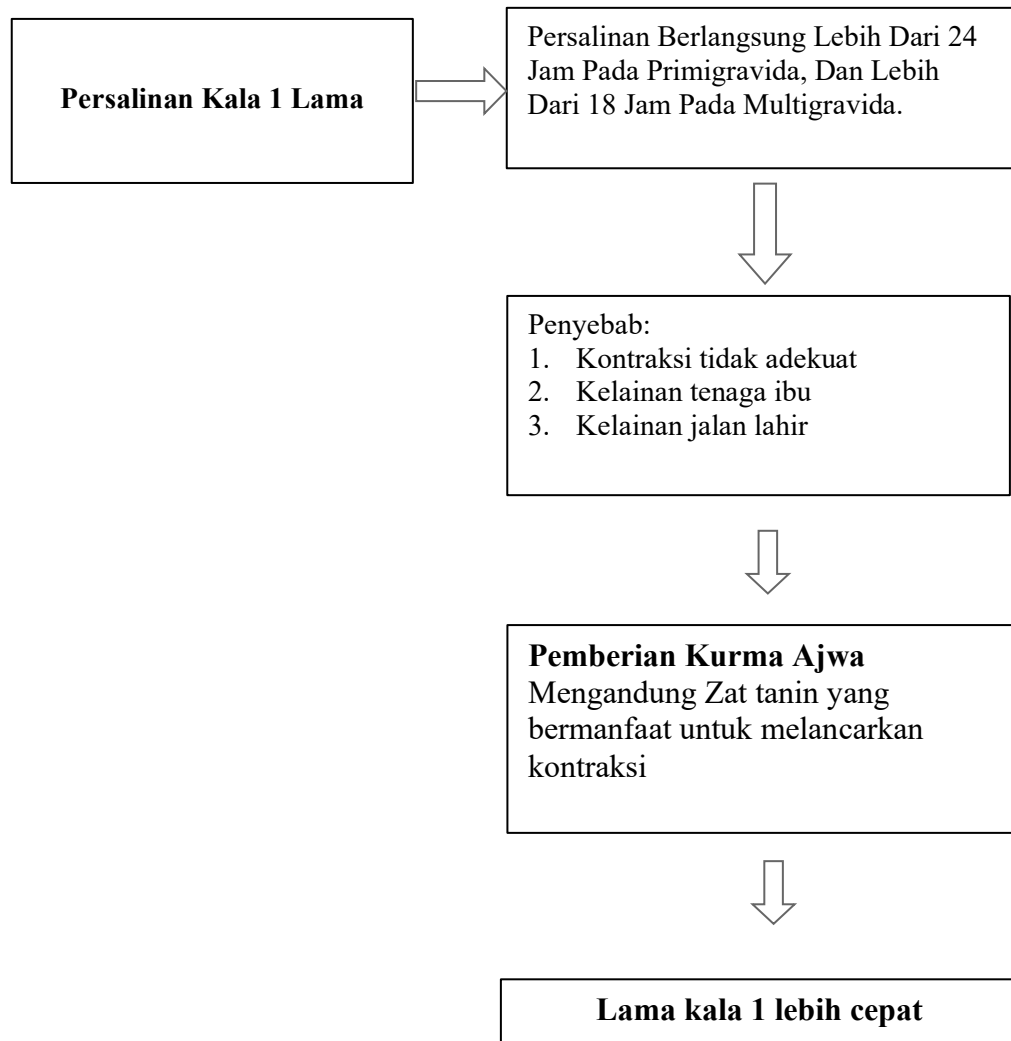 Persalinan Kala 1 Lama
Persalinan Berlangsung Lebih Dari 24
Jam Pada Primigravida, Dan Lebih
Dari 18 Jam Pada Multigravida.
Penyebab:
1. Kontraksi tidak adekuat
2. Kelainan tenaga ibu
3. Kelainan jalan lahir
Pemberian Kurma Ajwa
Mengandung Zat tanin yang
bermanfaat untuk melancarkan
kontraksi
Lama kala 1 lebih cepat